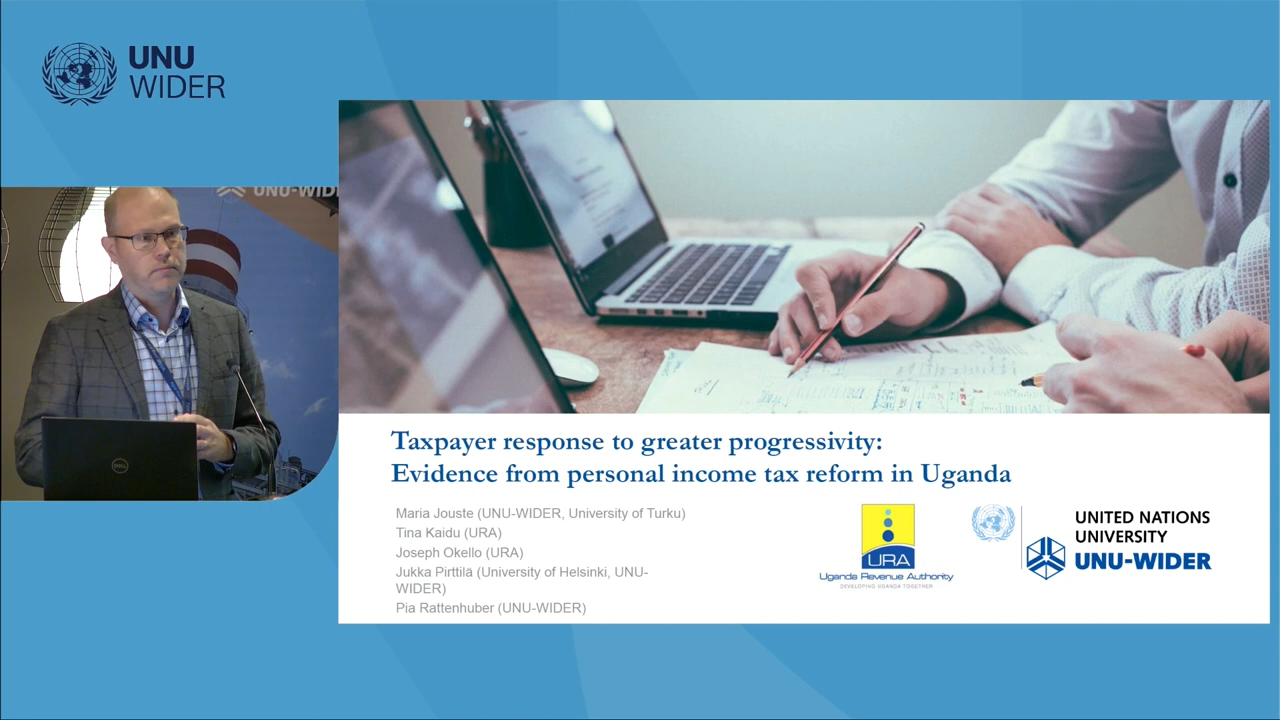 UNU
WIDER
UNU-WID
DELL
Taxpayer response to greater progressivity:
Evidence from personal income tax reform in Uganda
Maria Jouste (UNU-WIDER, University of Turku)
Tina Kaidu (URA)
Joseph Okello (URA)
Jukka Pirttilä (University of Helsinki, UNU-
WIDER)
Pia Rattenhuber (UNU-WIDER)
URA
Uganda Revenue Authority
DEVELOPING UGANDA TOGETHER
UNITED NATIONS
UNIVERSITY
UNU-WIDER